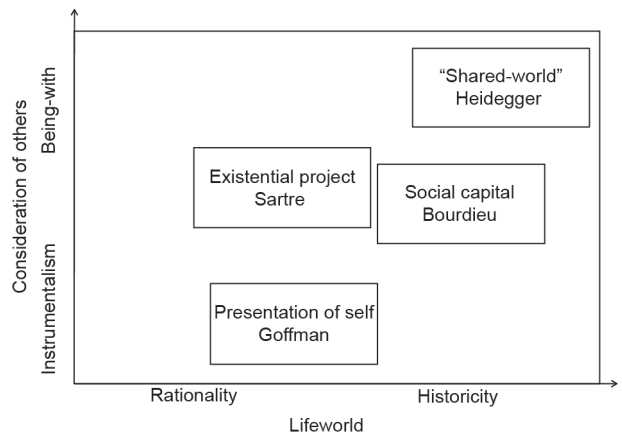 Consideration of others
Being-with
Instrumentalism
“Shared-world”
Heidegger
Existential project
Sartre
Social capital
Bourdieu
Presentation of self
Goffman
Rationality
Historicity
Lifeworld